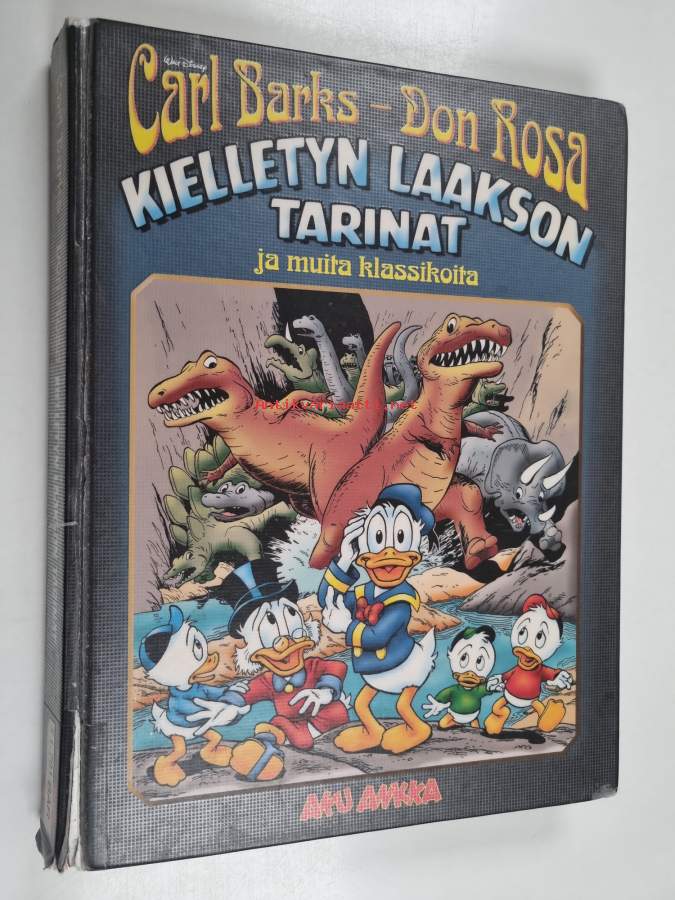 Walt Disney
Carl Barks – Don Rosa
KIELLETYN LAAKSON
TARINAT
ja muita klassikoita
AKU ANKKA